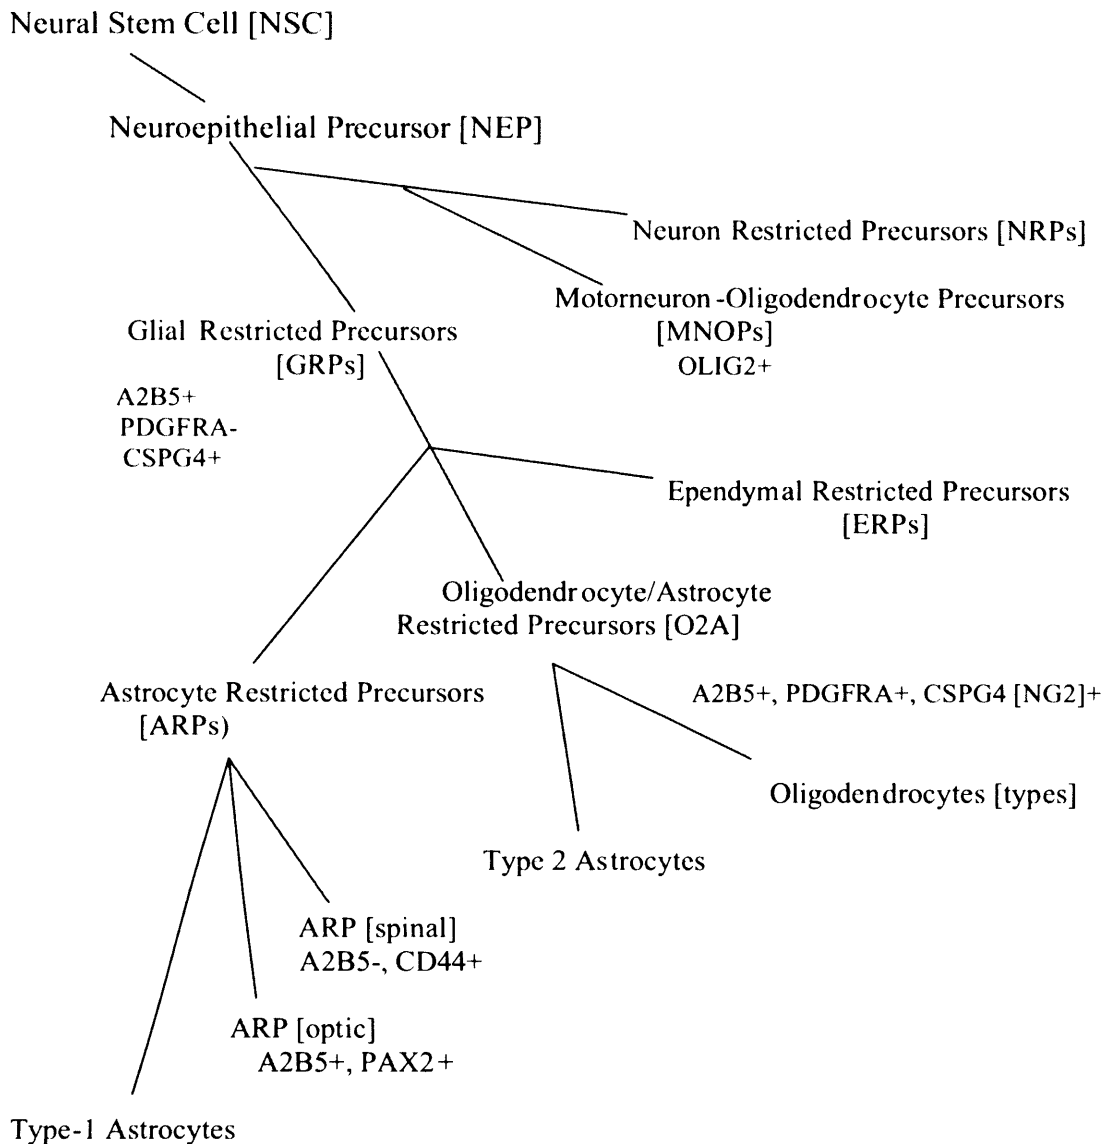 Neural Stem Cell [NSC]
Neuroepithelial Precursor [NEP]
Neuron Restricted Precursors [NRPs]
Motorneuron-Oligodendrocyte Precursors
[MNOPs]
OLIG2+
Glial Restricted Precursors
[GRPs]
A2B5+
PDGFRA-
CSPG4+
Ependymal Restricted Precursors
[ERPs]
Oligodendrocyte/Astrocyte
Restricted Precursors [O2A]
A2B5+, PDGFRA+, CSPG4 [NG2]+
Astrocyte Restricted Precursors
[ARPs)
Oligodendrocytes [types]
Type 2 Astrocytes
ARP [spinal]
A2B5-, CD44+
ARP [optic]
A2B5+, PAX2+
Type-1 Astrocytes